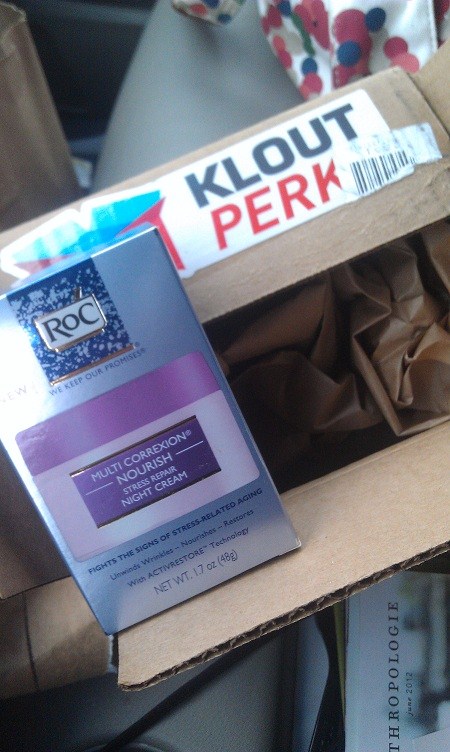 KLOUT
PERK
RoC
WE KEEP OUR PROMISES®
MULTI CORREXION®
NOURISH
STRESS REPAIR
NIGHT CREAM
FIGHTS THE SIGNS OF STRESS-RELATED AGING
Unwinds Wrinkles – Nourishes – Restores
With ACTIVRESTORE™ Technology
NET WT. 1.7 oz (48g)
THROPOLOGIE
june 2012